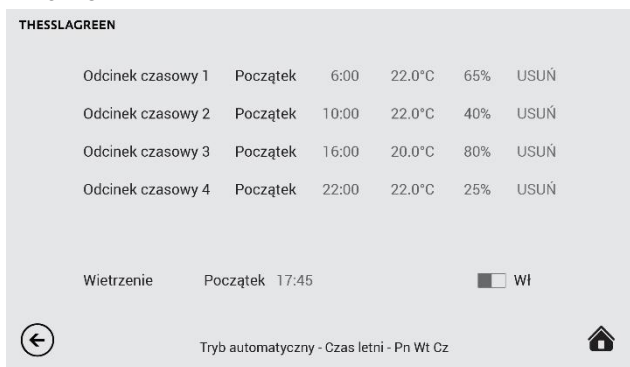 THESSLAGREEN
Odcinek czasowy 1 Początek 6:00 22.0°C 65% USUŃ
Odcinek czasowy 2 Początek 10:00 22.0°C 40% USUŃ
Odcinek czasowy 3 Początek 16:00 20.0°C 80% USUŃ
Odcinek czasowy 4 Początek 22:00 22.0°C 25% USUŃ
Wietrzenie Początek 17:45 Wł
Tryb automatyczny - Czas letni - Pn Wt Cz